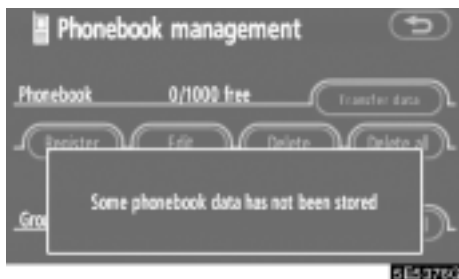 Phonebook management
Phonebook 0/1000 free Transfer data
Register Edit Delete Delete all
Some phonebook data has not been stored